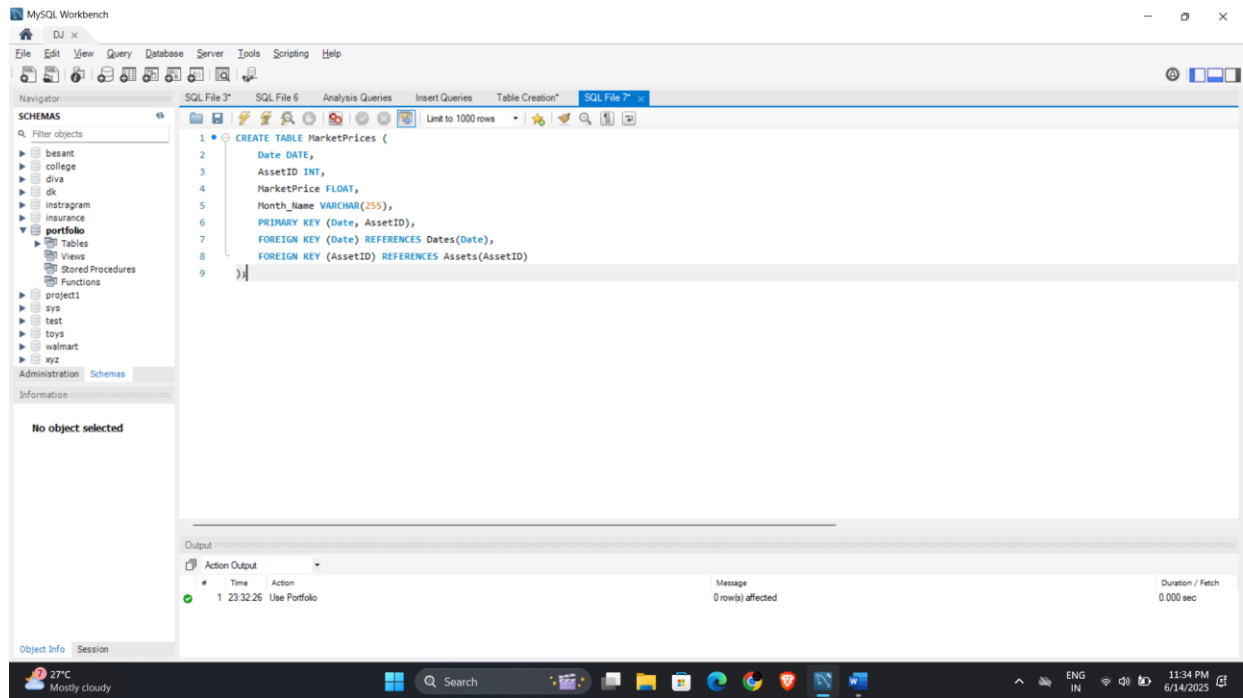 MySQL Workbench
DJ ×
File Edit View Query Database Server Tools Scripting Help
Navigator
SCHEMAS
Filter objects
besant
college
diva
dk
instragram
insurance
portfolio
Tables
Views
Stored Procedures
Functions
project1
sys
test
toys
walmart
xyz
Administration Schemas
Information
No object selected
Object Info Session
SQL File 3* SQL File 6 Analysis Queries Insert Queries Table Creation* SQL File 7* ×
Limit to 1000 rows
1 CREATE TABLE MarketPrices (
2 Date DATE,
3 AssetID INT,
4 MarketPrice FLOAT,
5 Month_Name VARCHAR(255),
6 PRIMARY KEY (Date, AssetID),
7 FOREIGN KEY (Date) REFERENCES Dates(Date),
8 FOREIGN KEY (AssetID) REFERENCES Assets(AssetID)
9 );
Output
Action Output
# Time Action Message Duration / Fetch
1 23:32:26 Use Portfolio 0 row(s) affected 0.000 sec
7 27°C
Mostly cloudy
Search
ENG
IN
11:34 PM
6/14/2025